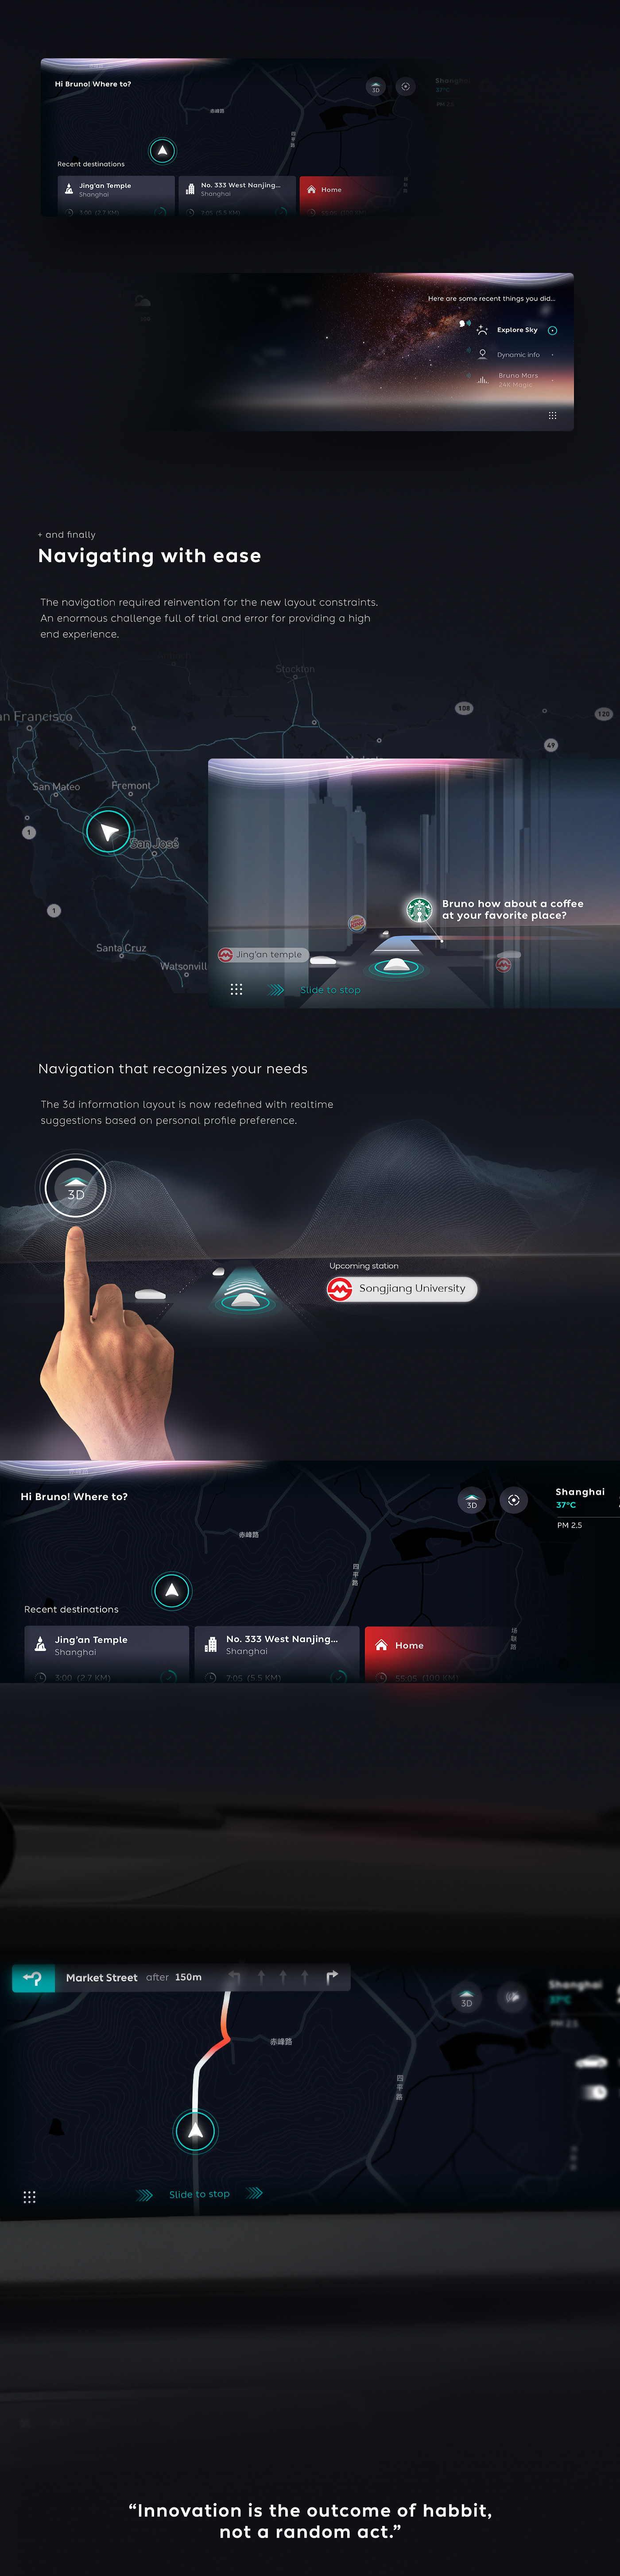 Hi Bruno! Where to?
3D
Shanghai
37°C
PM 2.5
赤峰路
四平路
Recent destinations
Jing'an Temple
Shanghai
3:00 (2.7 KM)
No. 333 West Nanjing...
Shanghai
7:05 (5.5 KM)
Home
Here are some recent things you did...
Explore Sky
Dynamic info
Bruno Mars
24K Magic
+ and finally
Navigating with ease
The navigation required reinvention for the new layout constraints.
An enormous challenge full of trial and error for providing a high
end experience.
Stockton
an Francisco
108
120
49
San Mateo
Fremont
1
San José
1
Santa Cruz
Watsonvill
Bruno how about a coffee
at your favorite place?
Jing'an temple
Slide to stop
Navigation that recognizes your needs
The 3d information layout is now redefined with realtime
suggestions based on personal profile preference.
3D
Upcoming station
Songjiang University
Hi Bruno! Where to?
3D
Shanghai
37°C
PM 2.5
赤峰路
四平路
Recent destinations
Jing'an Temple
Shanghai
3:00 (2.7 KM)
No. 333 West Nanjing...
Shanghai
7:05 (5.5 KM)
Home
55:05 (100 KM)
Market Street after 150m
3D
Shanghai
37°C
PM 2.5
赤峰路
四平路
Slide to stop
“Innovation is the outcome of habbit,
not a random act.”